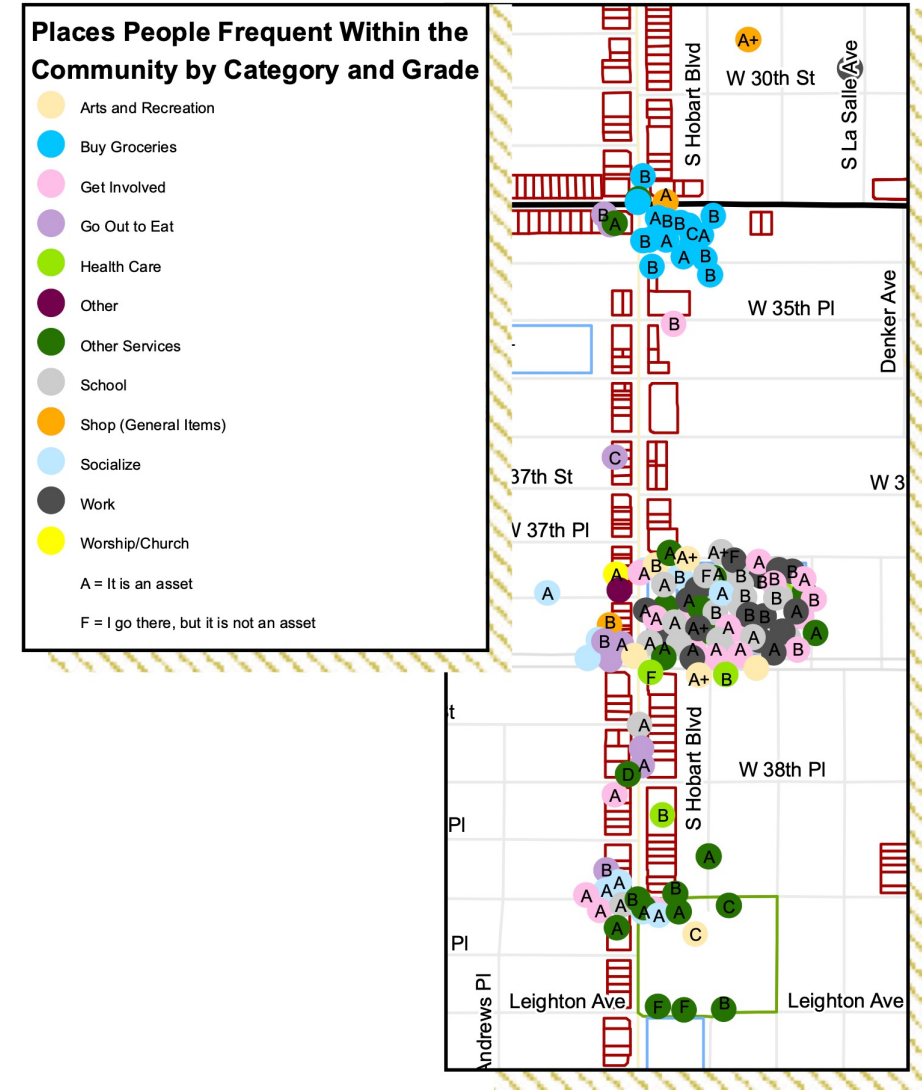 Places People Frequent Within the
Community by Category and Grade
Arts and Recreation
Buy Groceries
Get Involved
Go Out to Eat
Health Care
Other
Other Services
School
Shop (General Items)
Socialize
Work
Worship/Church
A = It is an asset
F = I go there, but it is not an asset
A+
W 30th St
S Hobart Blvd
S La Salle Ave
B
A
B
A
A B B B
C A
B A
A B
B B
W 35th Pl
Denker Ave
B
C
37th St
W 3
W 37th Pl
A A+ A+ F A
A A B B
A B F A B B B A
A A B B B
A B B
A A A B B B A
A+ A
B
B A A A A
A A A A B
F A+ B
A
st
S Hobart Blvd
A
D
W 38th Pl
A
B
Pl
A
B
A A
A A A B B
A A A C
A
C
Pl
Andrews Pl
Leighton Ave
F F B
Leighton Ave